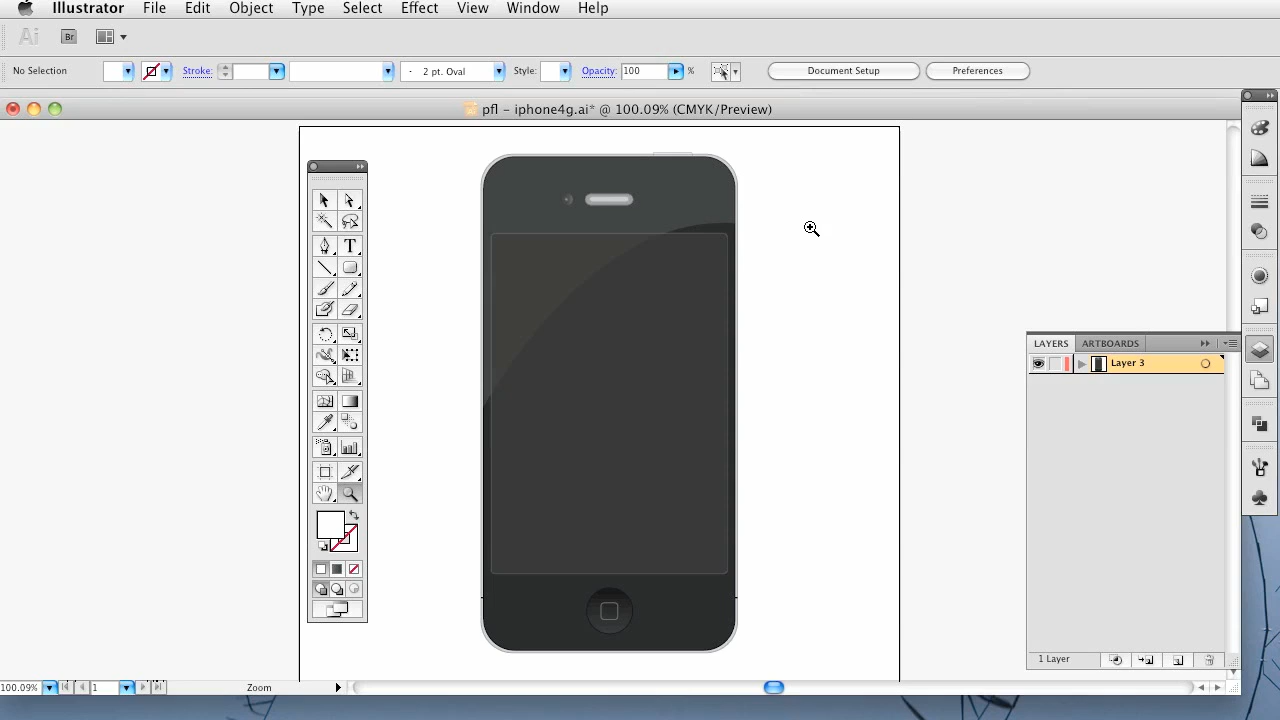 Illustrator File Edit Object Type Select Effect View Window Help
Ai Br
No Selection Stroke: 2 pt. Oval Style: Opacity: 100 % Document Setup Preferences
pfl - iphone4g.ai* @ 100.09% (CMYK/Preview)
T
LAYERS ARTBOARDS
Layer 3
1 Layer
100.09% 1 Zoom